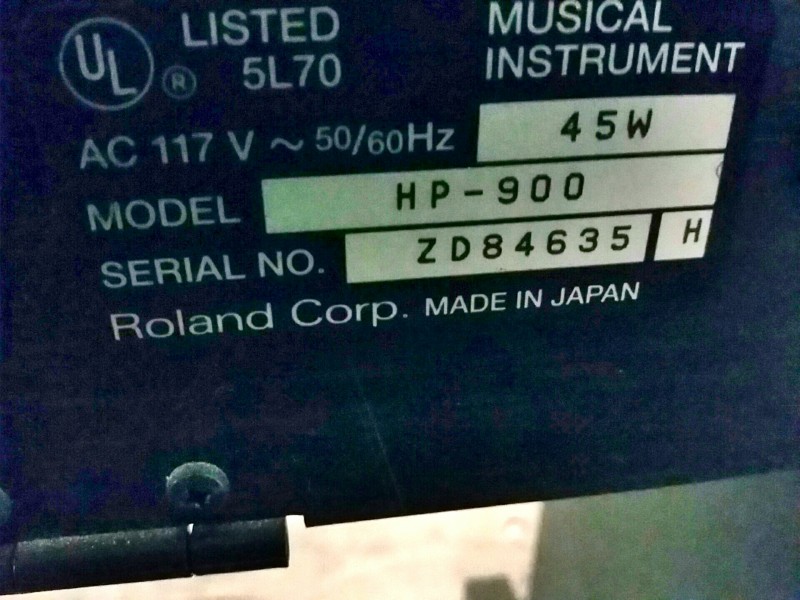 UL ® LISTED 5L70
MUSICAL INSTRUMENT
AC 117 V ~ 50/60Hz 45W
MODEL HP-900
SERIAL NO. ZD84635 H
Roland Corp. MADE IN JAPAN